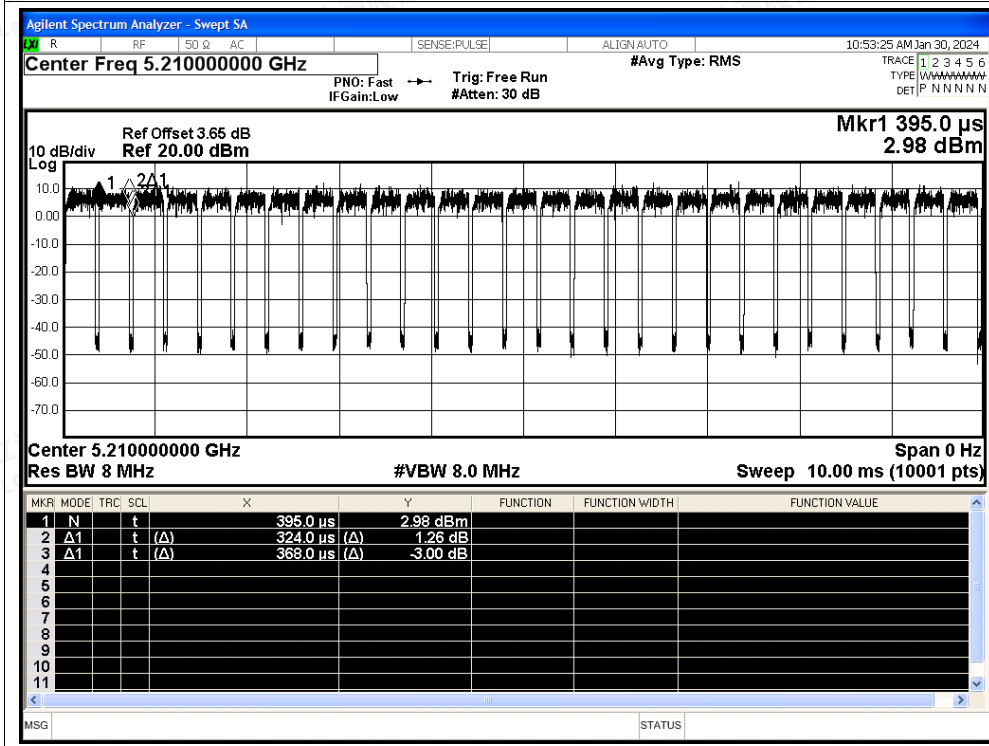 Agilent Spectrum Analyzer - Swept SA
LXI R RF 50 Ω AC SENSE:PULSE ALIGN AUTO 10:53:25 AM Jan 30, 2024
Center Freq 5.210000000 GHz #Avg Type: RMS TRACE 1 2 3 4 5 6
PNO: Fast Trig: Free Run TYPE
IFGain:Low #Atten: 30 dB DET P N N N N N
Mkr1 395.0 µs
Ref Offset 3.65 dB
10 dB/div Ref 20.00 dBm 2.98 dBm
Log
1 2Δ1
10.0
0.00
-10.0
-20.0
-30.0
-40.0
-50.0
-60.0
-70.0
Center 5.210000000 GHz Span 0 Hz
Res BW 8 MHz #VBW 8.0 MHz Sweep 10.00 ms (10001 pts)
MKR MODE TRC SCL X Y FUNCTION FUNCTION WIDTH FUNCTION VALUE
1 N t 395.0 µs 2.98 dBm
2 Δ1 t (Δ) 324.0 µs (Δ) 1.26 dB
3 Δ1 t (Δ) 368.0 µs (Δ) -3.00 dB
4
5
6
7
8
9
10
11
MSG STATUS